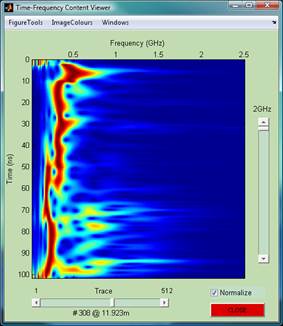 Time-Frequency Content Viewer
FigureTools ImageColours Windows
Frequency (GHz)
0.5 1 1.5 2 2.5
0
10
20
30
40
50
60
70
80
90
100
Time (ns)
2GHz
1 Trace 512
Normalize
# 308 @ 11.923m
CLOSE